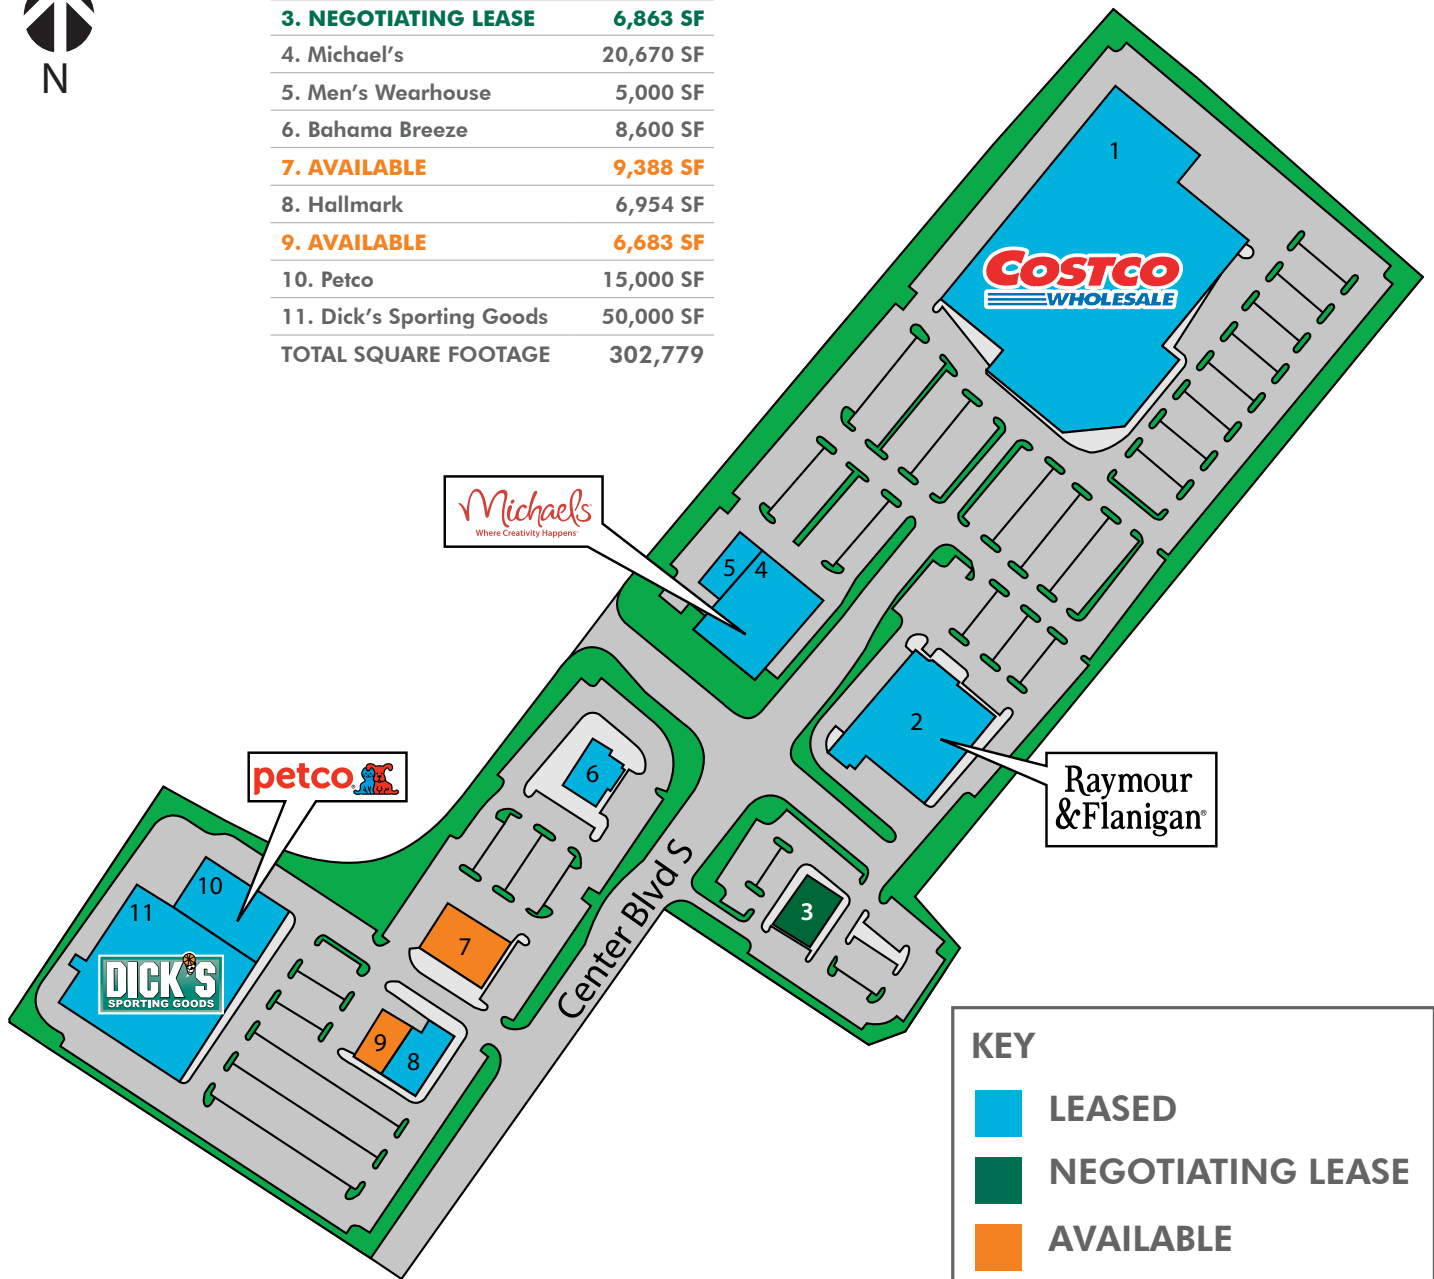 N
3. NEGOTIATING LEASE 6,863 SF
4. Michael's 20,670 SF
5. Men's Wearhouse 5,000 SF
6. Bahama Breeze 8,600 SF
7. AVAILABLE 9,388 SF
8. Hallmark 6,954 SF
9. AVAILABLE 6,683 SF
10. Petco 15,000 SF
11. Dick's Sporting Goods 50,000 SF
TOTAL SQUARE FOOTAGE 302,779
1
COSTCO
WHOLESALE
Michaels
Where Creativity Happens
5 4
2
6
petco
Raymour
&Flanigan®
10
11
3
7
DICK'S
SPORTING GOODS
Center Blvd S
9
8
KEY
LEASED
NEGOTIATING LEASE
AVAILABLE